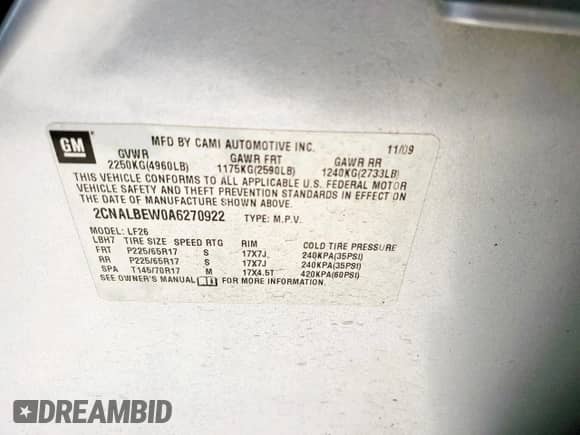 GM
MFD BY CAMI AUTOMOTIVE INC. 11/09
GVWR GAWR FRT GAWR RR
2250KG(4960LB) 1175KG(2590LB) 1240KG(2733LB)
THIS VEHICLE CONFORMS TO ALL APPLICABLE U.S. FEDERAL MOTOR
VEHICLE SAFETY AND THEFT PREVENTION STANDARDS IN EFFECT ON
THE DATE OF MANUFACTURE SHOWN ABOVE.
2CNALBEW0A6270922 TYPE: M.P.V.
MODEL: LF26
LBH7 TIRE SIZE SPEED RTG RIM COLD TIRE PRESSURE
FRT P225/65R17 S 17X7J 240KPA(35PSI)
RR P225/65R17 S 17X7J 240KPA(35PSI)
SPA T145/70R17 M 17X4.5T 420KPA(60PSI)
SEE OWNER'S MANUAL FOR MORE INFORMATION.
DREAMBID